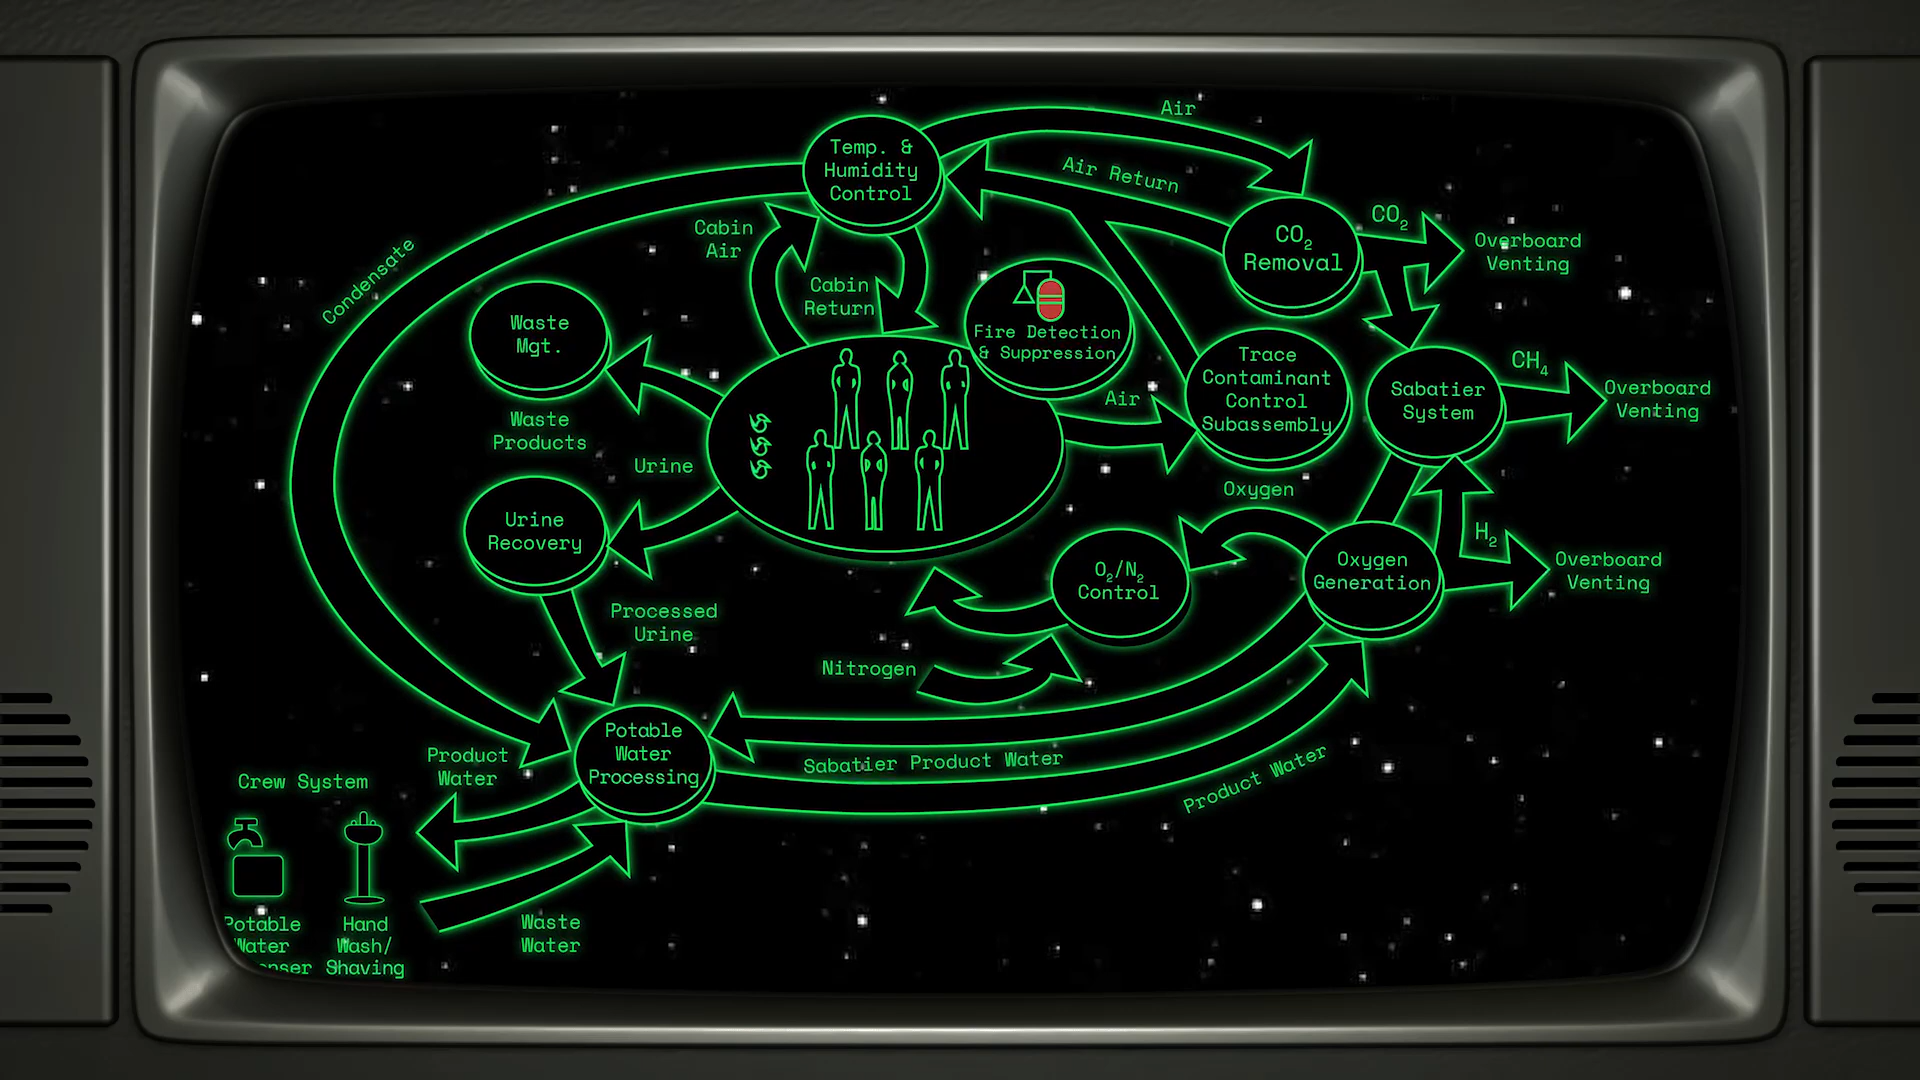 Air
Temp. &
Humidity
Control
Air Return
CO2
Cabin
Air
CO2
Removal
Overboard
Venting
Condensate
Cabin
Return
Waste
Mgt.
Fire Detection
& Suppression
Trace
Contaminant
Control
Subassembly
CH4
Sabatier
System
Overboard
Venting
Air
Waste
Products
Urine
Oxygen
Urine
Recovery
H2
O2/N2
Control
Oxygen
Generation
Overboard
Venting
Processed
Urine
Nitrogen
Potable
Water
Processing
Product
Water
Sabatier Product Water
Product Water
Crew System
Potable
Water
Hand
Wash/
Shaving
Waste
Water